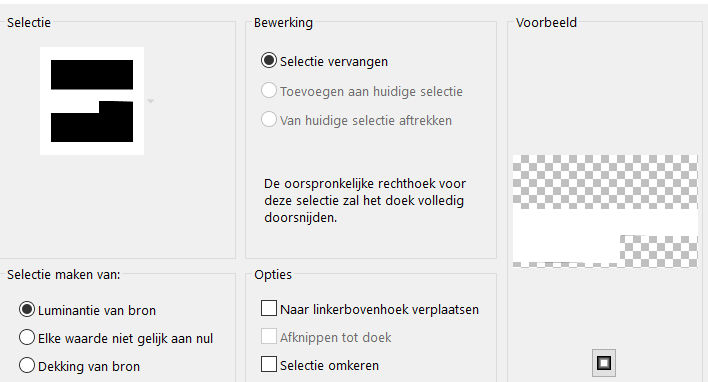 Selectie
Bewerking
Selectie vervangen
Toevoegen aan huidige selectie
Van huidige selectie aftrekken
De oorspronkelijke rechthoek voor
deze selectie zal het doek volledig
doorsnijden.
Voorbeeld
Selectie maken van:
Luminantie van bron
Elke waarde niet gelijk aan nul
Dekking van bron
Opties
Naar linkerbovenhoek verplaatsen
Afknippen tot doek
Selectie omkeren